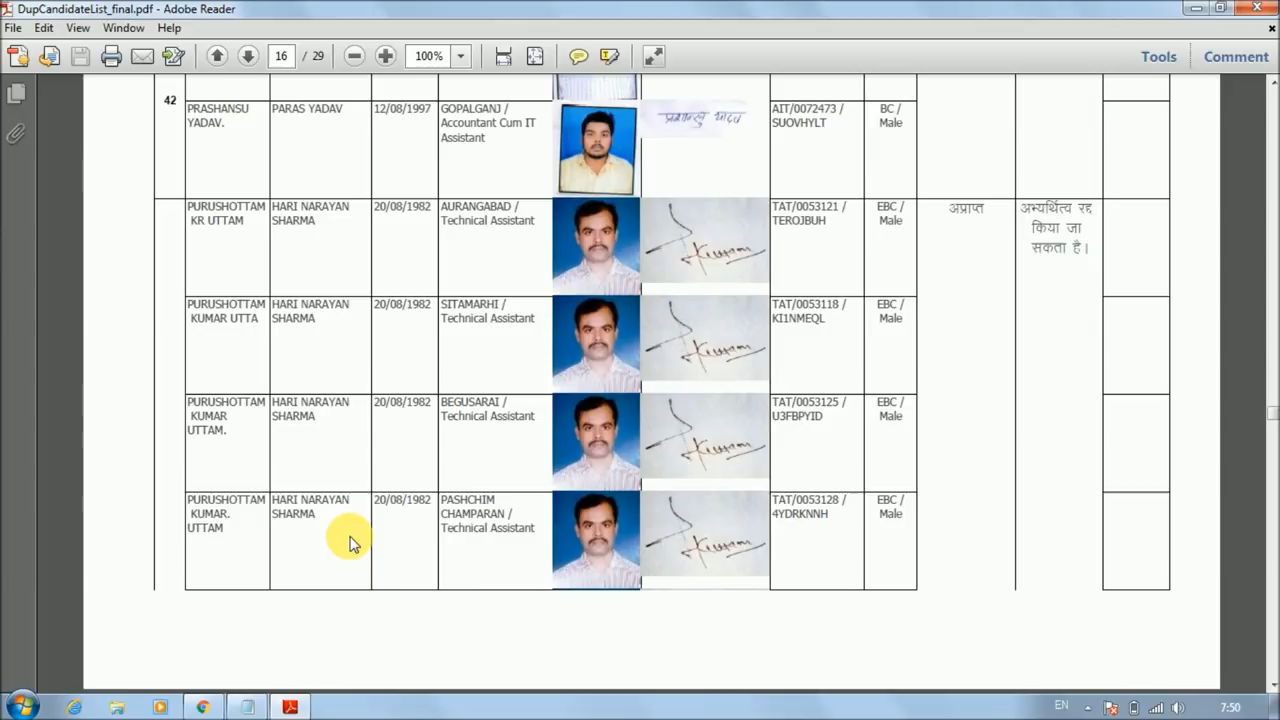 DupCandidateList_final.pdf - Adobe Reader
File Edit View Window Help
16 / 29 100% Tools Comment
42
PRASHANSU
YADAV.
PARAS YADAV
12/08/1997
GOPALGANJ /
Accountant Cum IT
Assistant
प्रशान्सु यादव
AIT/0072473 /
SUOVHYLT
BC /
Male
PURUSHOTTAM
KR UTTAM
HARI NARAYAN
SHARMA
20/08/1982
AURANGABAD /
Technical Assistant
TAT/0053121 /
TEROJBUH
EBC /
Male
अप्राप्त
अभ्यर्थित्व रद्द
किया जा
सकता है।
PURUSHOTTAM
KUMAR UTTA
HARI NARAYAN
SHARMA
20/08/1982
SITAMARHI /
Technical Assistant
TAT/0053118 /
KI1NMEQL
EBC /
Male
PURUSHOTTAM
KUMAR
UTTAM.
HARI NARAYAN
SHARMA
20/08/1982
BEGUSARAI /
Technical Assistant
TAT/0053125 /
U3FBPYID
EBC /
Male
PURUSHOTTAM
KUMAR.
UTTAM
HARI NARAYAN
SHARMA
20/08/1982
PASHCHIM
CHAMPARAN /
Technical Assistant
TAT/0053128 /
4YDRKNNH
EBC /
Male
EN 7:50